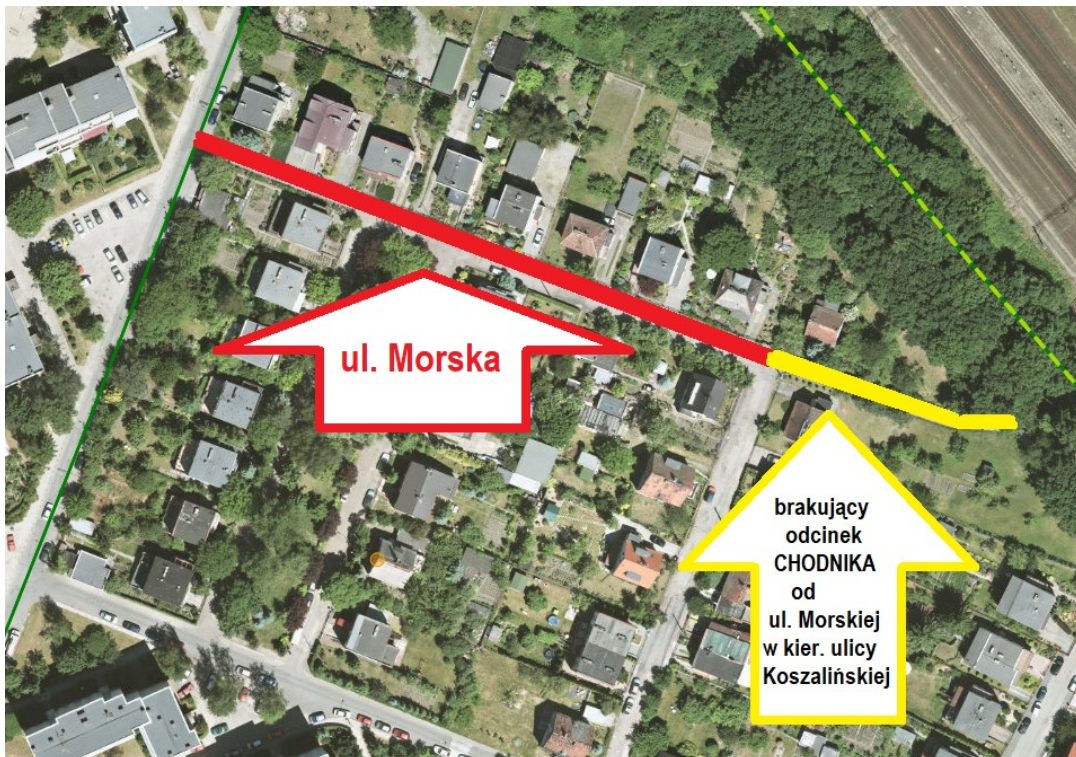 ul. Morska
brakujący
odcinek
CHODNIKA
od
ul. Morskiej
w kier. ulicy
Koszalińskiej